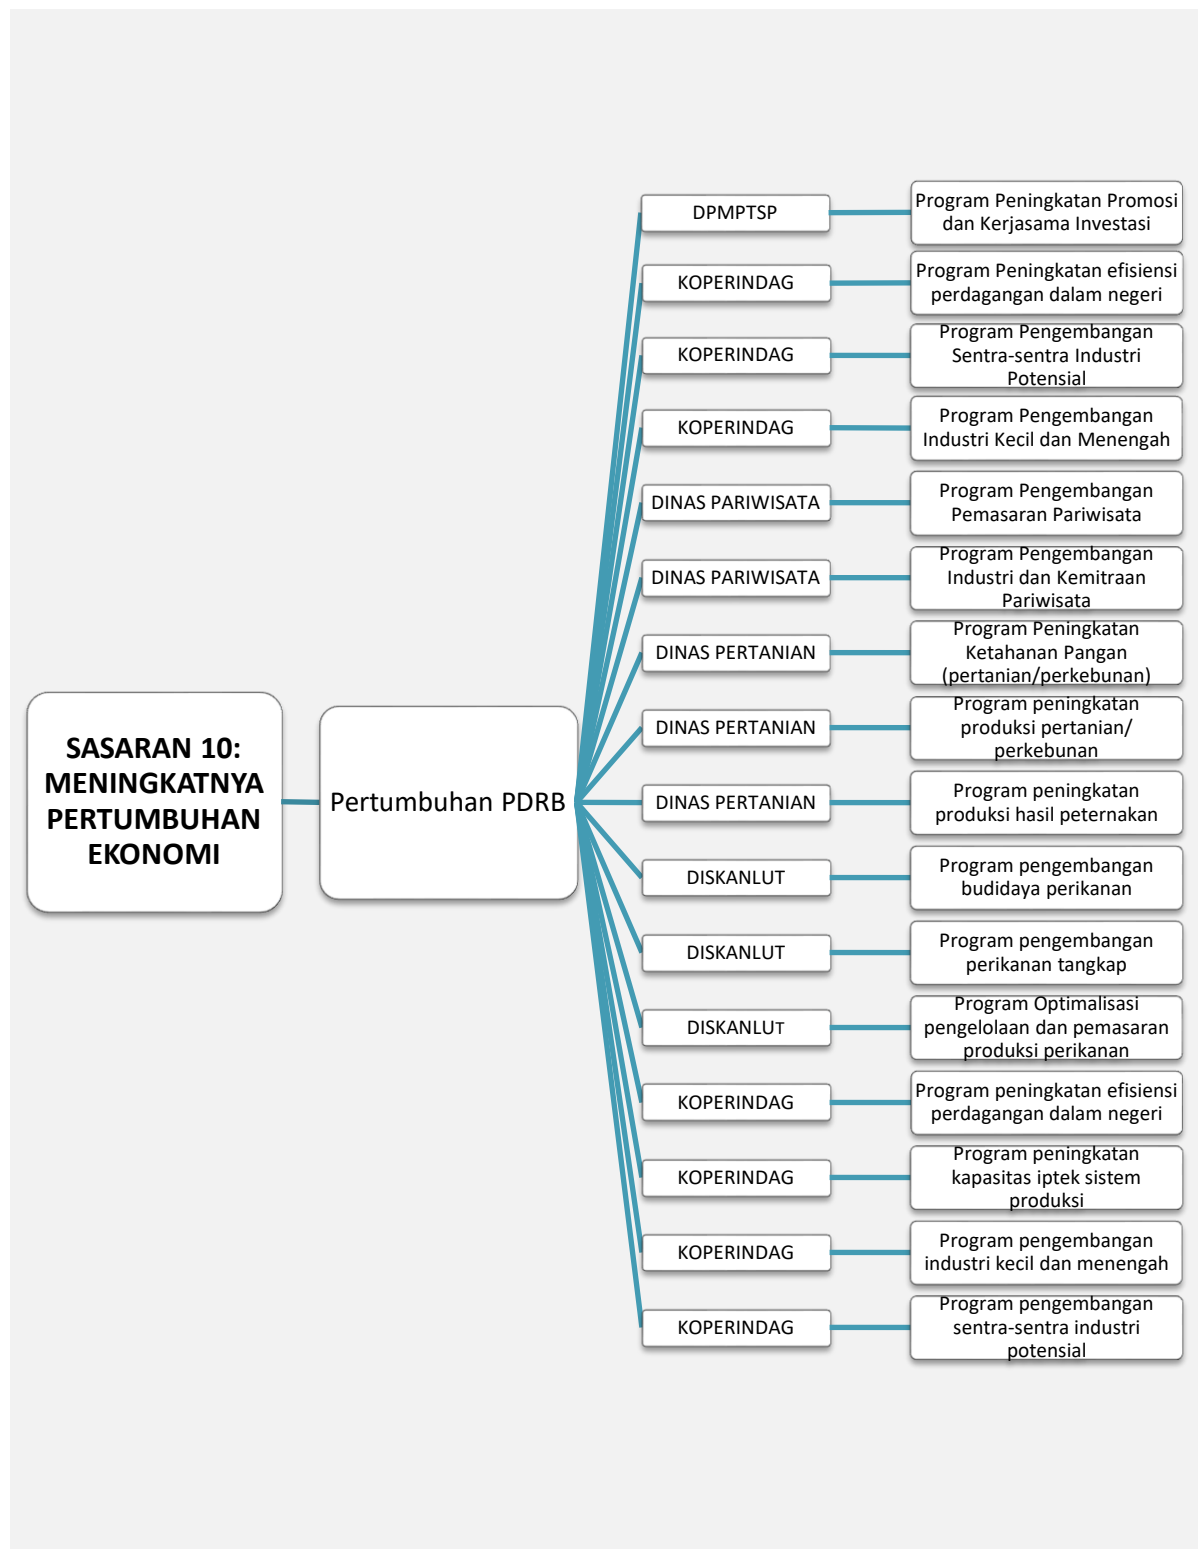 SASARAN 10:
MENINGKATNYA
PERTUMBUHAN
EKONOMI
Pertumbuhan PDRB
DPMPTSP
Program Peningkatan Promosi
dan Kerjasama Investasi
KOPERINDAG
Program Peningkatan efisiensi
perdagangan dalam negeri
KOPERINDAG
Program Pengembangan
Sentra-sentra Industri
Potensial
KOPERINDAG
Program Pengembangan
Industri Kecil dan Menengah
DINAS PARIWISATA
Program Pengembangan
Pemasaran Pariwisata
DINAS PARIWISATA
Program Pengembangan
Industri dan Kemitraan
Pariwisata
DINAS PERTANIAN
Program Peningkatan
Ketahanan Pangan
(pertanian/perkebunan)
DINAS PERTANIAN
Program peningkatan
produksi pertanian/
perkebunan
DINAS PERTANIAN
Program peningkatan
produksi hasil peternakan
DISKANLUT
Program pengembangan
budidaya perikanan
DISKANLUT
Program pengembangan
perikanan tangkap
DISKANLUT
Program Optimalisasi
pengelolaan dan pemasaran
produksi perikanan
KOPERINDAG
Program peningkatan efisiensi
perdagangan dalam negeri
KOPERINDAG
Program peningkatan
kapasitas iptek sistem
produksi
KOPERINDAG
Program pengembangan
industri kecil dan menengah
KOPERINDAG
Program pengembangan
sentra-sentra industri
potensial